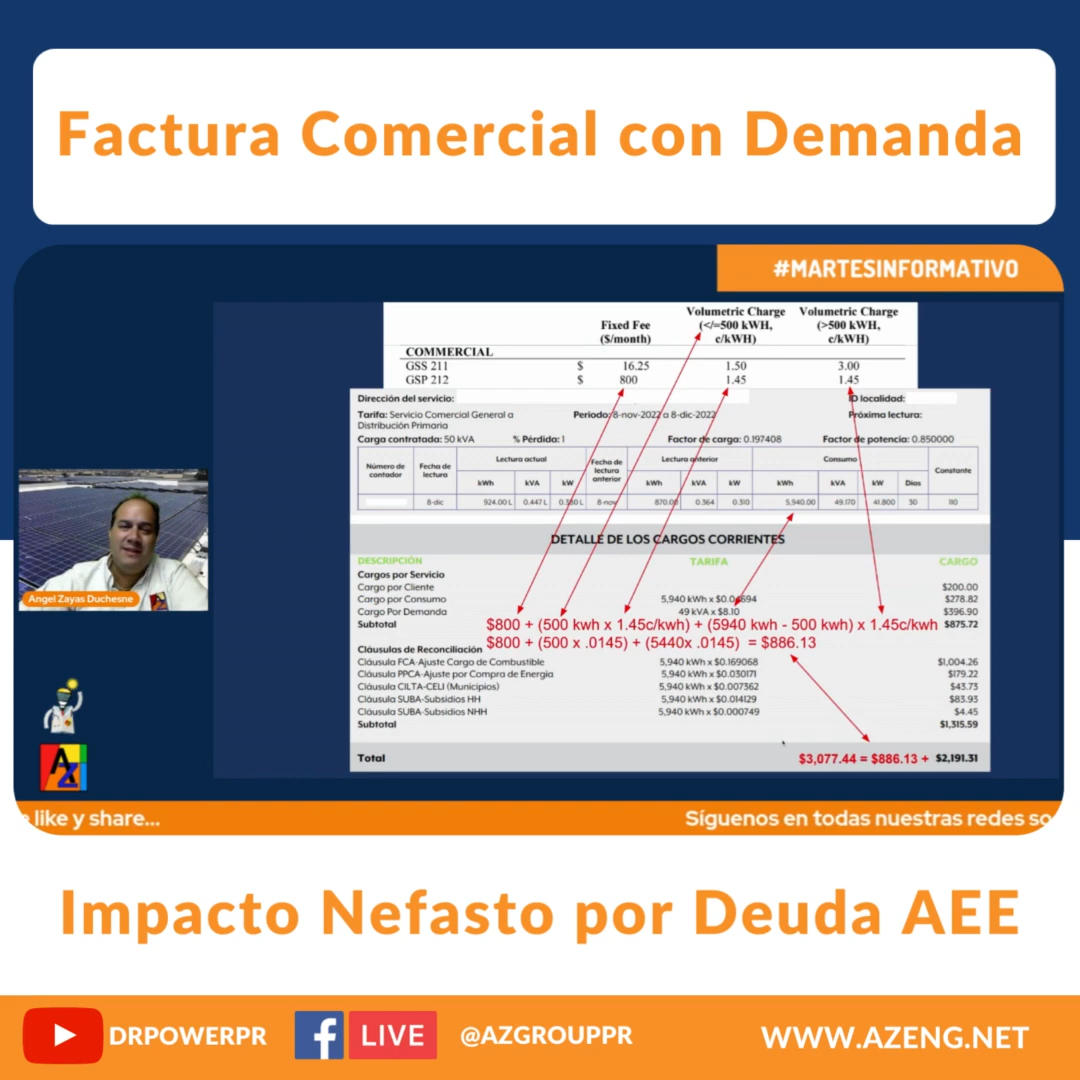 Factura Comercial con Demanda
#MARTESINFORMATIVO
Fixed Fee ($/month) Volumetric Charge (</=500 kWH, c/kWH) Volumetric Charge (>500 kWH, c/kWH)
COMMERCIAL
GSS 211 $ 16.25 1.50 3.00
GSP 212 $ 800 1.45 1.45
Dirección del servicio: ID localidad:
Tarifa: Servicio Comercial General a Distribución Primaria Periodo: 8-nov-2022 a 8-dic-2022 Próxima lectura:
Carga contratada: 50 kVA % Pérdida: 1 Factor de carga: 0.197408 Factor de potencia: 0.850000
Número de contador Fecha de lectura Lectura actual Fecha de lectura anterior Lectura anterior Consumo Constante
kWh kVA kW kWh kVA kW kWh kVA kW Días
8-dic 924.00 L 0.447 L 0.380 L 8-nov 870.00 0.364 0.310 5,940.00 49.170 41.800 30 110
DETALLE DE LOS CARGOS CORRIENTES
DESCRIPCIÓN TARIFA CARGO
Cargos por Servicio
Cargo por Cliente $200.00
Cargo por Consumo 5,940 kWh x $0.04694 $278.82
Cargo Por Demanda 49 kVA x $8.10 $396.90
Subtotal $800 + (500 kwh x 1.45c/kwh) + (5940 kwh - 500 kwh) x 1.45c/kwh $875.72
$800 + (500 x .0145) + (5440x .0145) = $886.13
Cláusulas de Reconciliación
Cláusula FCA-Ajuste Cargo de Combustible 5,940 kWh x $0.169068 $1,004.26
Cláusula PPCA-Ajuste por Compra de Energía 5,940 kWh x $0.030171 $179.22
Cláusula CILTA-CELI (Municipios) 5,940 kWh x $0.007362 $43.73
Cláusula SUBA-Subsidios HH 5,940 kWh x $0.014129 $83.93
Cláusula SUBA-Subsidios NHH 5,940 kWh x $0.000749 $4.45
Subtotal $1,315.59
Total $3,077.44 = $886.13 + $2,191.31
Angel Zayas Duchesne
AZ
like y share...
Síguenos en todas nuestras redes so
Impacto Nefasto por Deuda AEE
DRPOWERPR
f LIVE
@AZGROUPPR
WWW.AZENG.NET